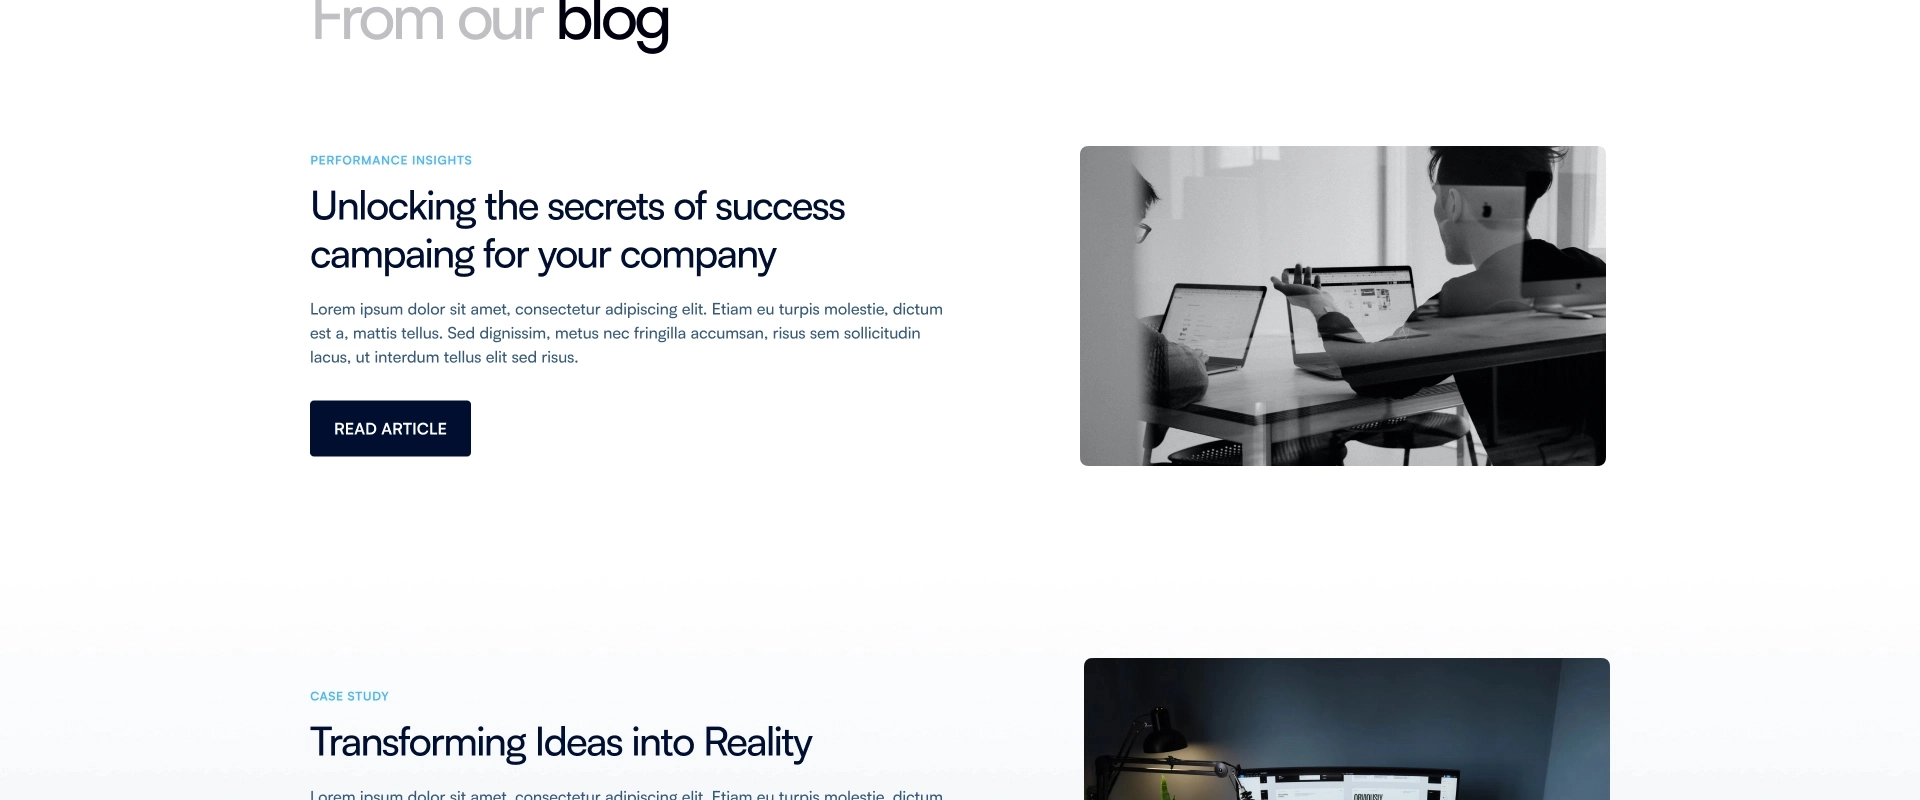 From our blog
PERFORMANCE INSIGHTS
Unlocking the secrets of success
campaing for your company
Lorem ipsum dolor sit amet, consectetur adipiscing elit. Etiam eu turpis molestie, dictum
est a, mattis tellus. Sed dignissim, metus nec fringilla accumsan, risus sem sollicitudin
lacus, ut interdum tellus elit sed risus.
READ ARTICLE
CASE STUDY
Transforming Ideas into Reality
Lorem ipsum dolor sit amet, consectetur adipiscing elit. Etiam eu turpis molestie, dictum
OBVIOUSLY